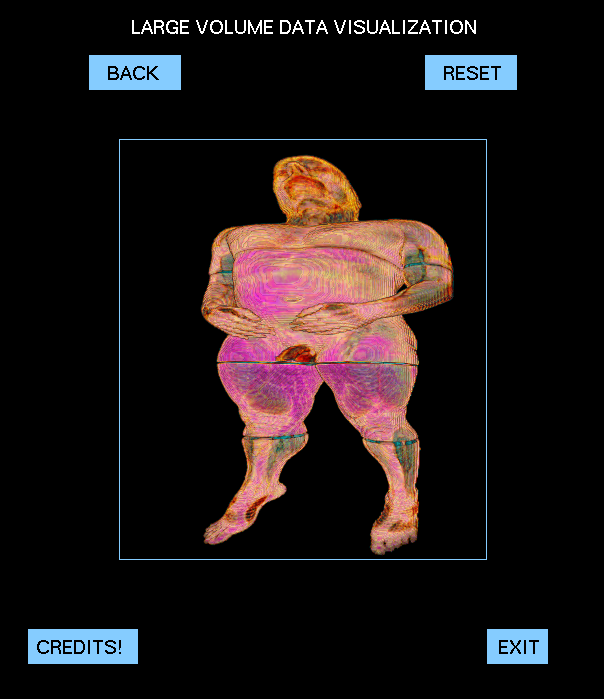 LARGE VOLUME DATA VISUALIZATION
BACK
RESET
CREDITS!
EXIT